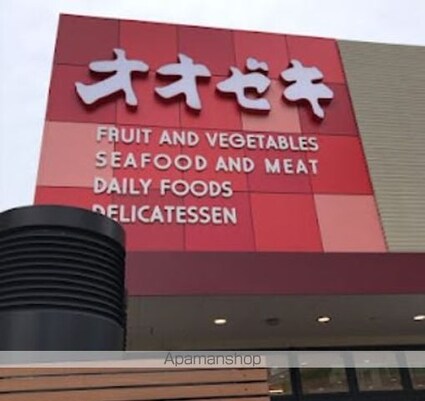 オオゼキ
FRUIT AND VEGETABLES
SEAFOOD AND MEAT
DAILY FOODS
DELICATESSEN
Apamanshop